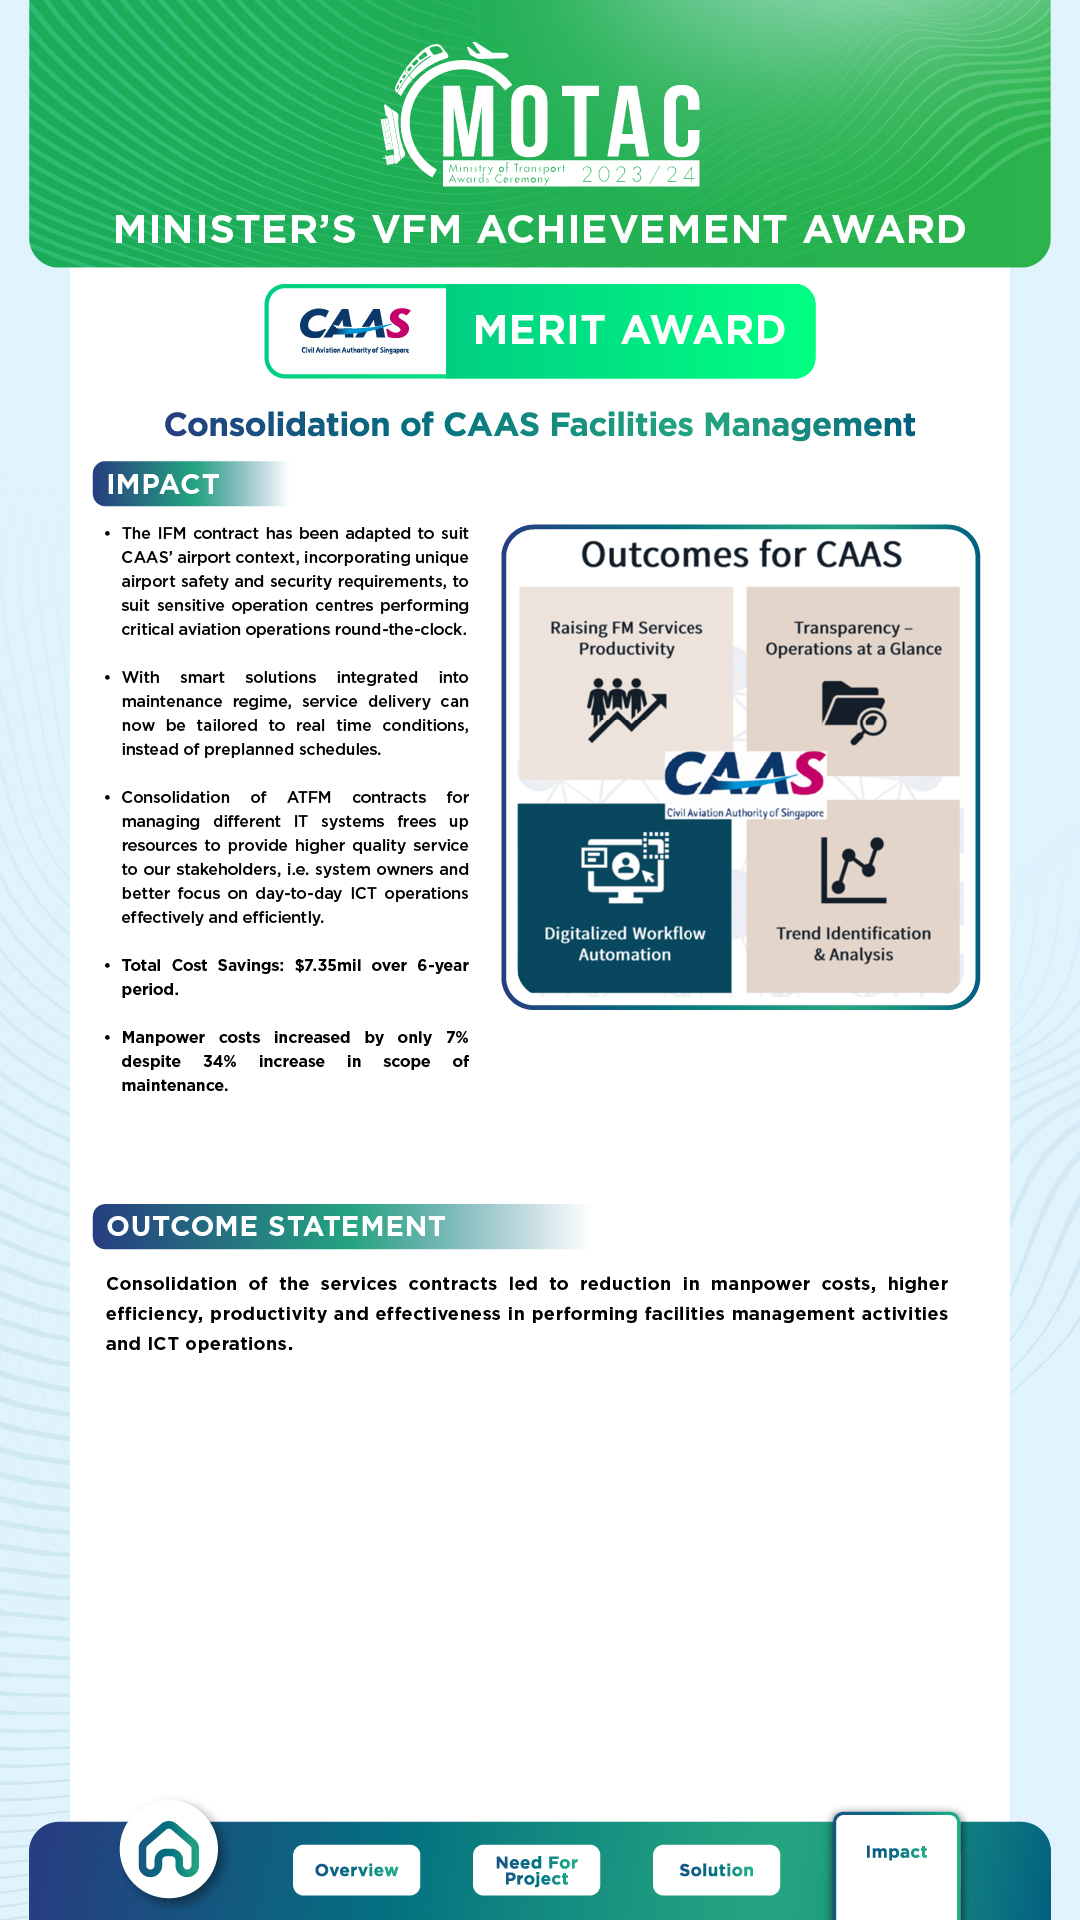 MOTAC
Ministry of Transport
Awards Ceremony 2023/24
MINISTER’S VFM ACHIEVEMENT AWARD
CAAS
Civil Aviation Authority of Singapore
MERIT AWARD
Consolidation of CAAS Facilities Management
IMPACT
• The IFM contract has been adapted to suit
CAAS’ airport context, incorporating unique
airport safety and security requirements, to
suit sensitive operation centres performing
critical aviation operations round-the-clock.
• With smart solutions integrated into
maintenance regime, service delivery can
now be tailored to real time conditions,
instead of preplanned schedules.
• Consolidation of ATFM contracts for
managing different IT systems frees up
resources to provide higher quality service
to our stakeholders, i.e. system owners and
better focus on day-to-day ICT operations
effectively and efficiently.
• Total Cost Savings: $7.35mil over 6-year
period.
• Manpower costs increased by only 7%
despite 34% increase in scope of
maintenance.
Outcomes for CAAS
Raising FM Services
Productivity
Transparency –
Operations at a Glance
CAAS
Civil Aviation Authority of Singapore
Digitalized Workflow
Automation
Trend Identification
& Analysis
OUTCOME STATEMENT
Consolidation of the services contracts led to reduction in manpower costs, higher
efficiency, productivity and effectiveness in performing facilities management activities
and ICT operations.
Overview
Need For
Project
Solution
Impact